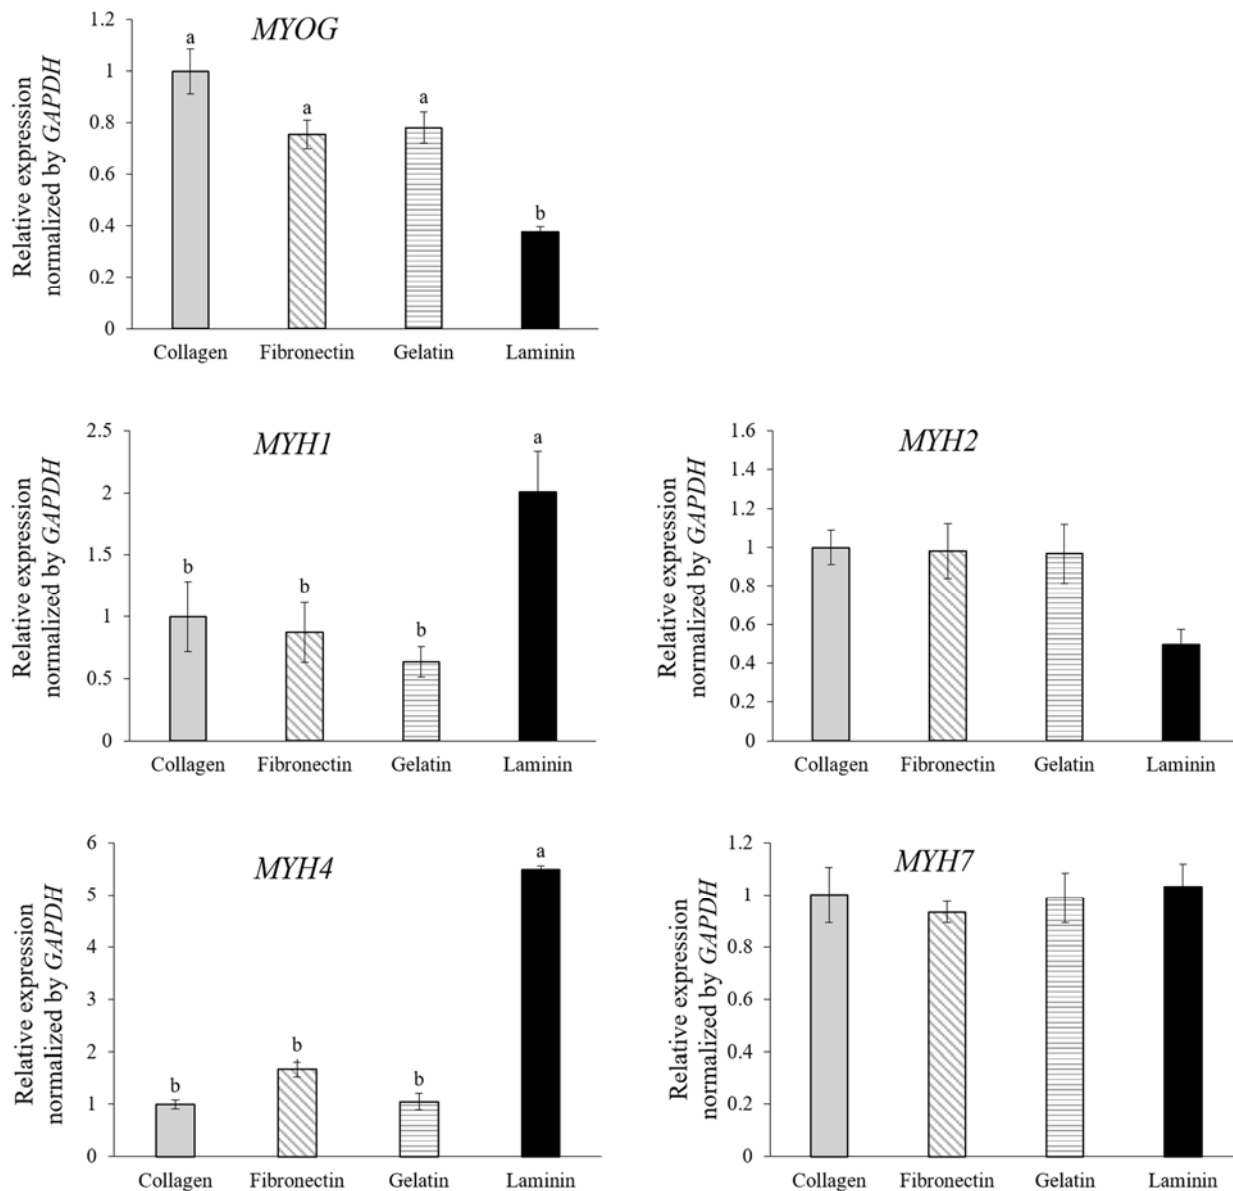 MYOG
Relative expression
normalized by GAPDH
1.2
1
0.8
0.6
0.4
0.2
0
a
a
a
b
Collagen
Fibronectin
Gelatin
Laminin
MYH1
Relative expression
normalized by GAPDH
2.5
2
1.5
1
0.5
0
b
b
b
a
Collagen
Fibronectin
Gelatin
Laminin
MYH2
Relative expression
normalized by GAPDH
1.6
1.4
1.2
1
0.8
0.6
0.4
0.2
0
Collagen
Fibronectin
Gelatin
Laminin
MYH4
Relative expression
normalized by GAPDH
6
5
4
3
2
1
0
b
b
b
a
Collagen
Fibronectin
Gelatin
Laminin
MYH7
Relative expression
normalized by GAPDH
1.2
1
0.8
0.6
0.4
0.2
0
Collagen
Fibronectin
Gelatin
Laminin